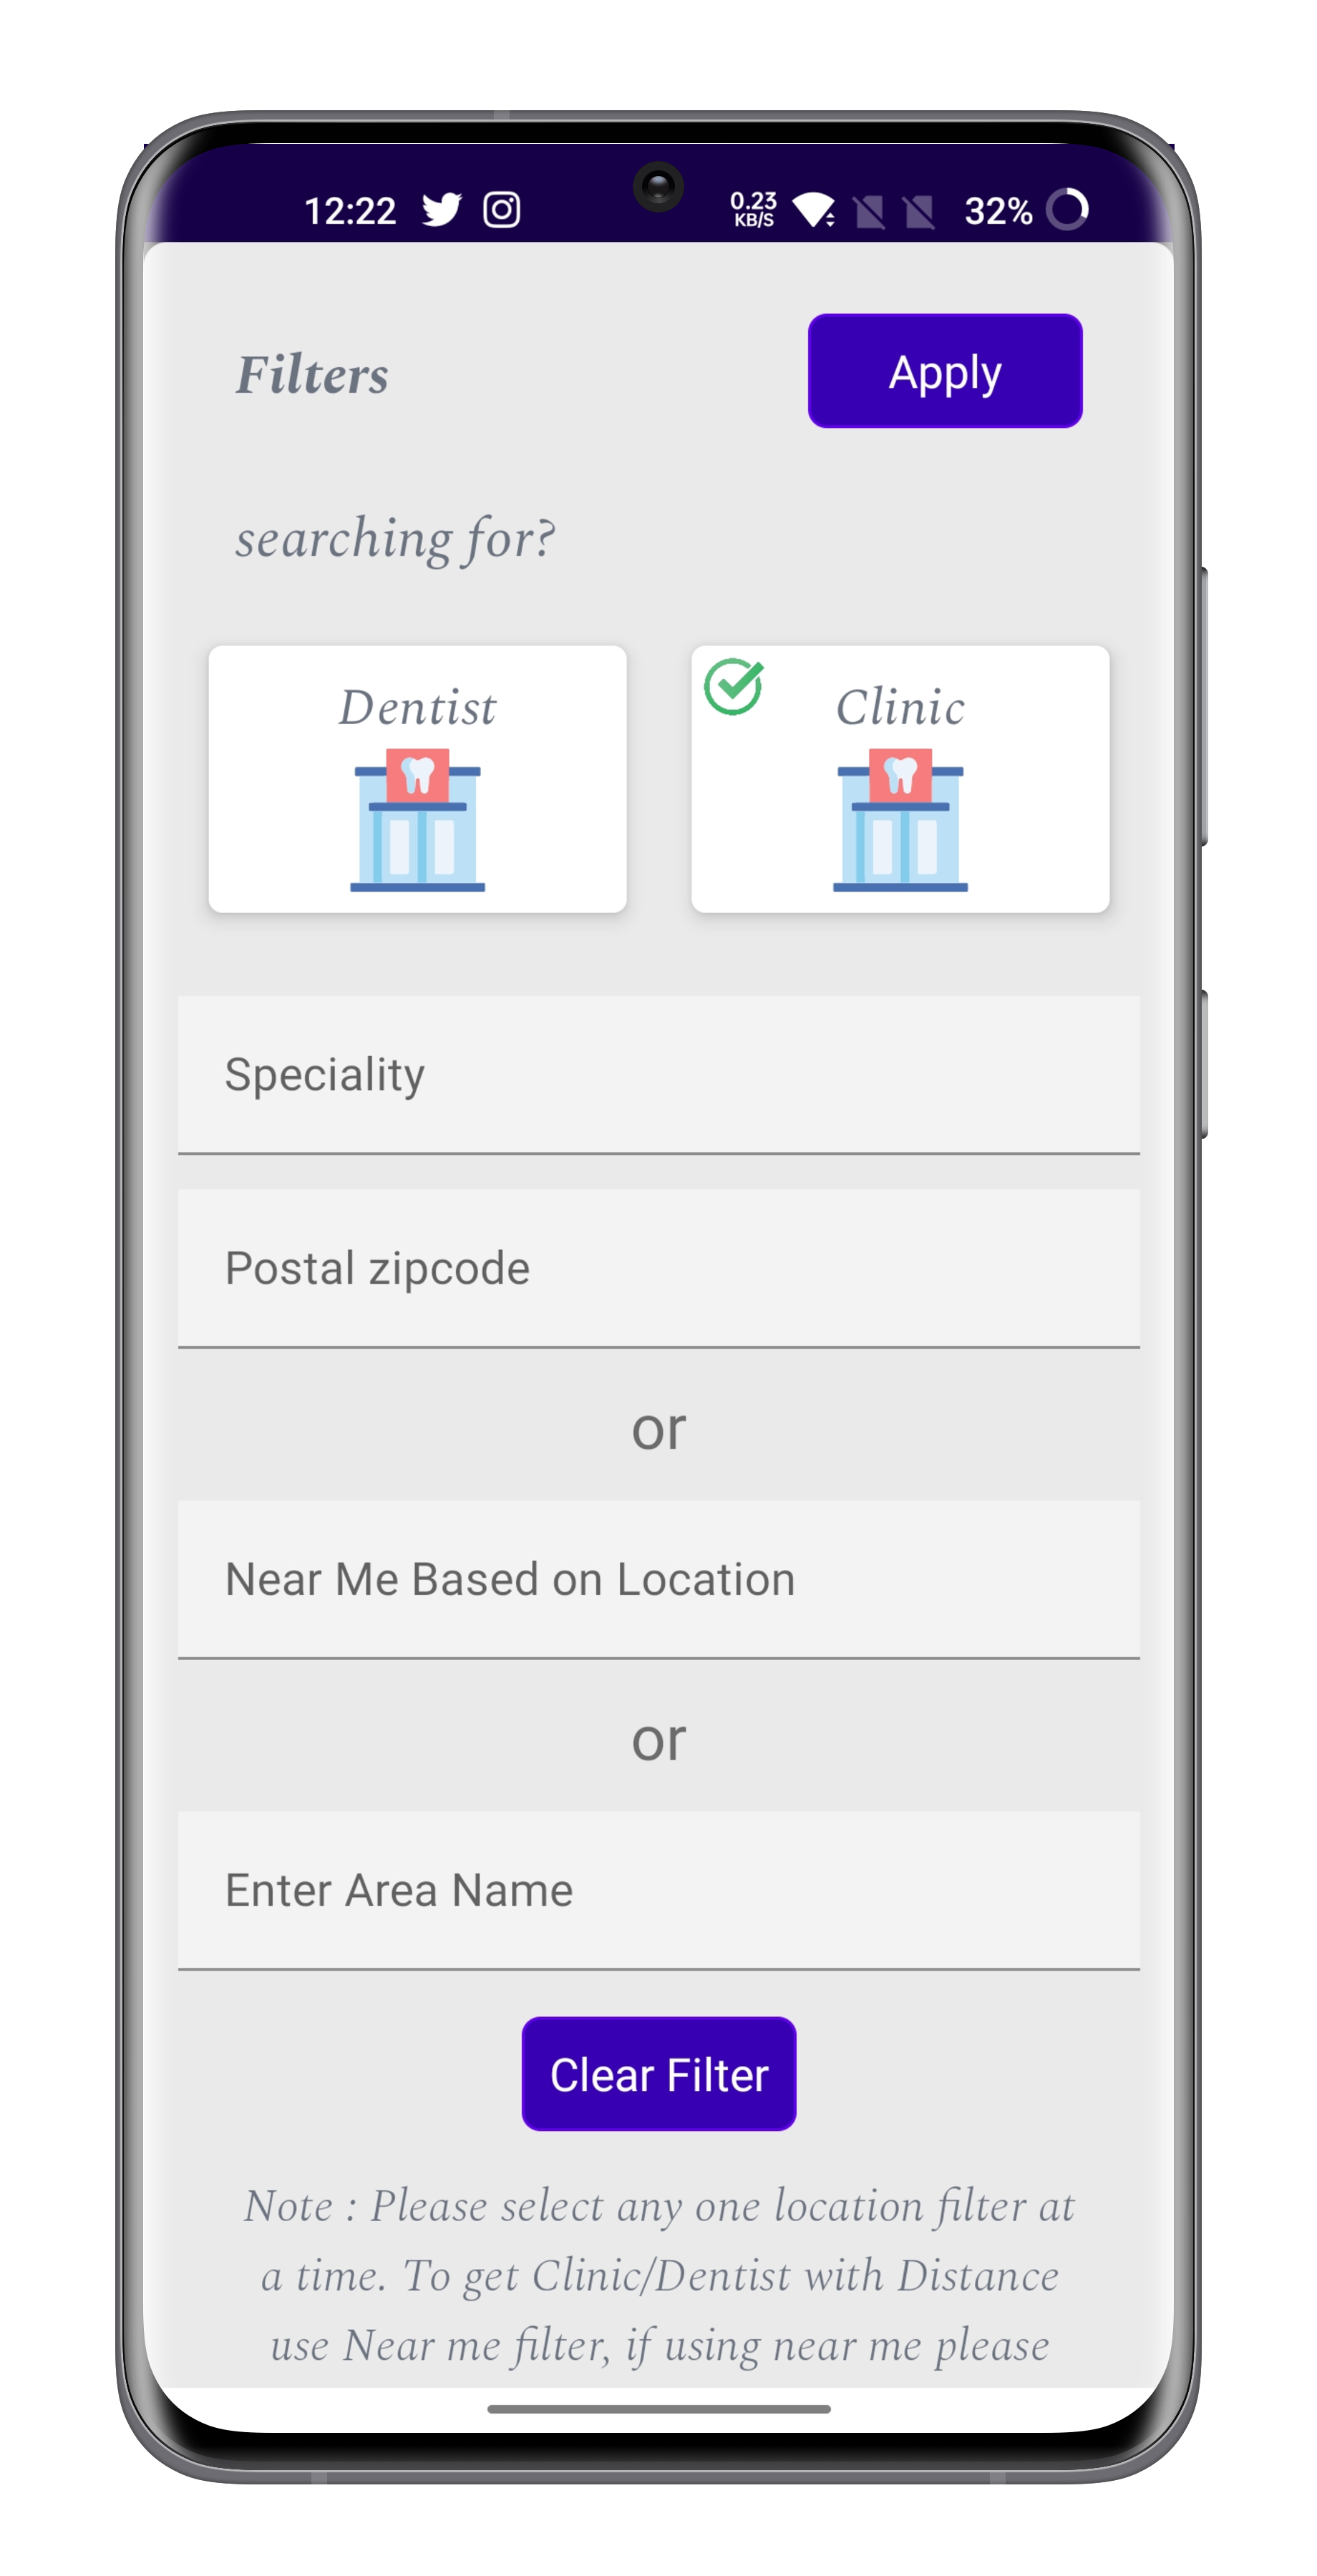 12:22 0.23 KB/S 32%
Filters Apply
searching for?
Dentist Clinic
Speciality
Postal zipcode
or
Near Me Based on Location
or
Enter Area Name
Clear Filter
Note : Please select any one location filter at
a time. To get Clinic/Dentist with Distance
use Near me filter, if using near me please